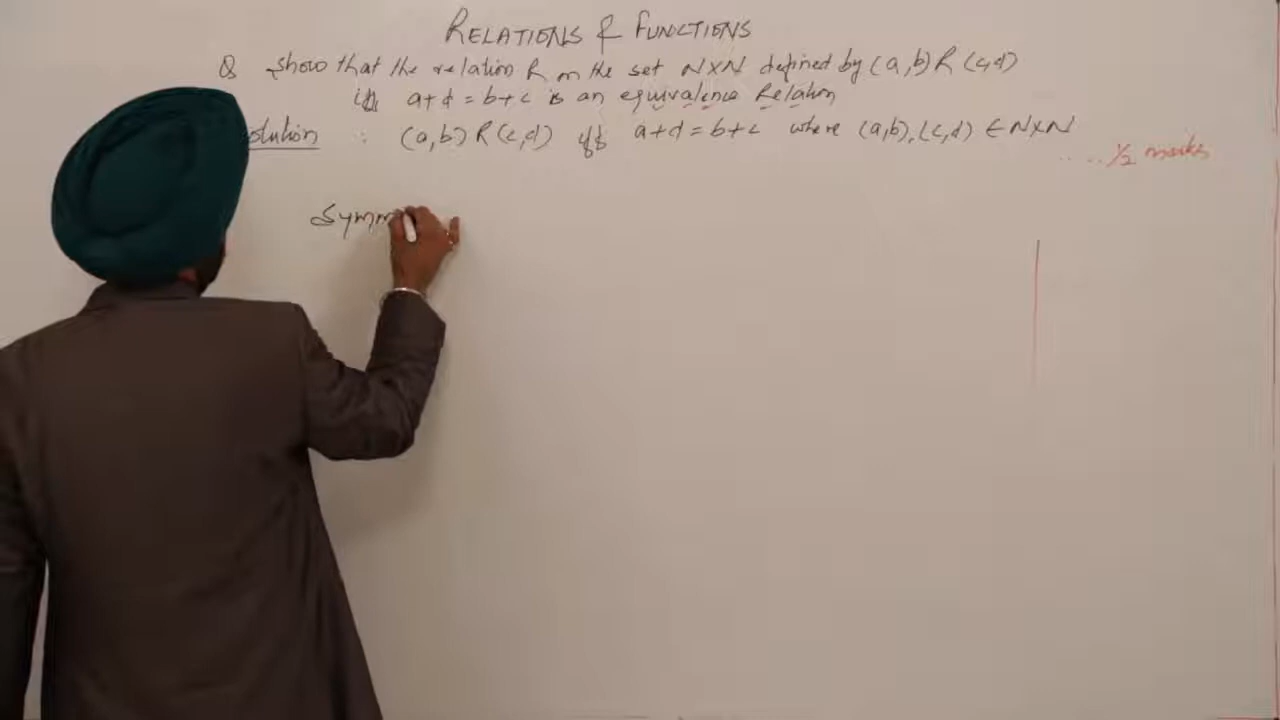 RELATIONS & FUNCTIONS
Q Show that the relation R on the set N×N defined by (a,b) R (c,d)
iff a+d = b+c is an equivalence Relation
olution : (a,b) R (c,d) iff a+d = b+c where (a,b), (c,d) ∈ N×N
.... 1/2 marks
Symm